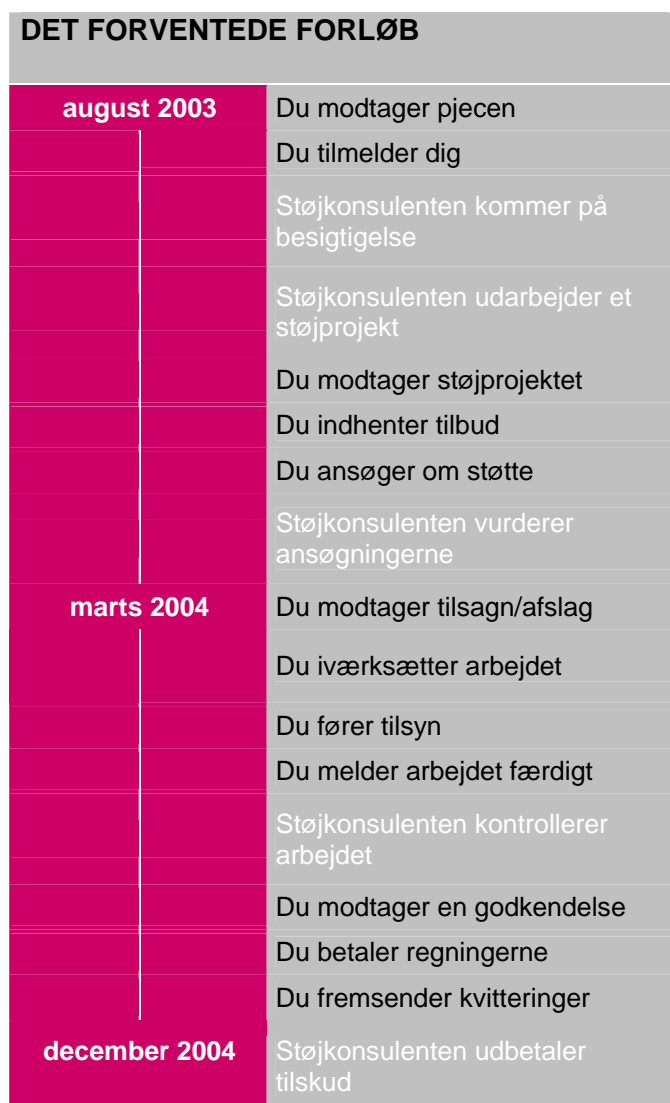 DET FORVENTEDE FORLØB
august 2003 Du modtager pjecen
Du tilmelder dig
Støjkonsulenten kommer på
besigtigelse
Støjkonsulenten udarbejder et
støjprojekt
Du modtager støjprojektet
Du indhenter tilbud
Du ansøger om støtte
Støjkonsulenten vurderer
ansøgningerne
marts 2004 Du modtager tilsagn/afslag
Du iværksætter arbejdet
Du fører tilsyn
Du melder arbejdet færdigt
Støjkonsulenten kontrollerer
arbejdet
Du modtager en godkendelse
Du betaler regningerne
Du fremsender kvitteringer
december 2004 Støjkonsulenten udbetaler
tilskud